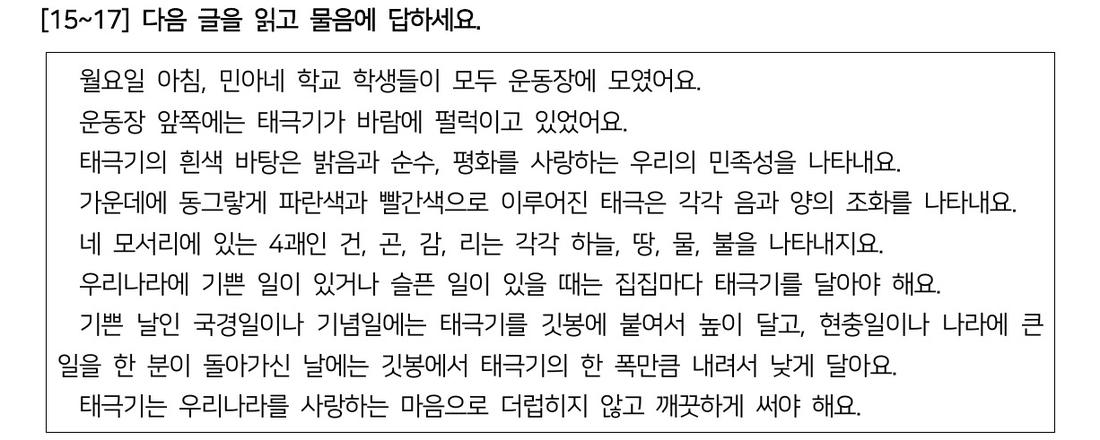 [15~17] 다음 글을 읽고 물음에 답하세요.
월요일 아침, 민아네 학교 학생들이 모두 운동장에 모였어요.
운동장 앞쪽에는 태극기가 바람에 펄럭이고 있었어요.
태극기의 흰색 바탕은 밝음과 순수, 평화를 사랑하는 우리의 민족성을 나타내요.
가운데에 동그랗게 파란색과 빨간색으로 이루어진 태극은 각각 음과 양의 조화를 나타내요.
네 모서리에 있는 4개인 건, 곤, 감, 리는 각각 하늘, 땅, 물, 불을 나타내지요.
우리나라에 기쁜 일이 있거나 슬픈 일이 있을 때는 집집마다 태극기를 달아야 해요.
기쁜 날인 국경일이나 기념일에는 태극기를 깃봉에 붙여서 높이 달고, 현충일이나 나라에 큰
일을 한 분이 돌아가신 날에는 깃봉에서 태극기의 한 폭만큼 내려서 낮게 달아요.
태극기는 우리나라를 사랑하는 마음으로 더럽히지 않고 깨끗하게 써야 해요.